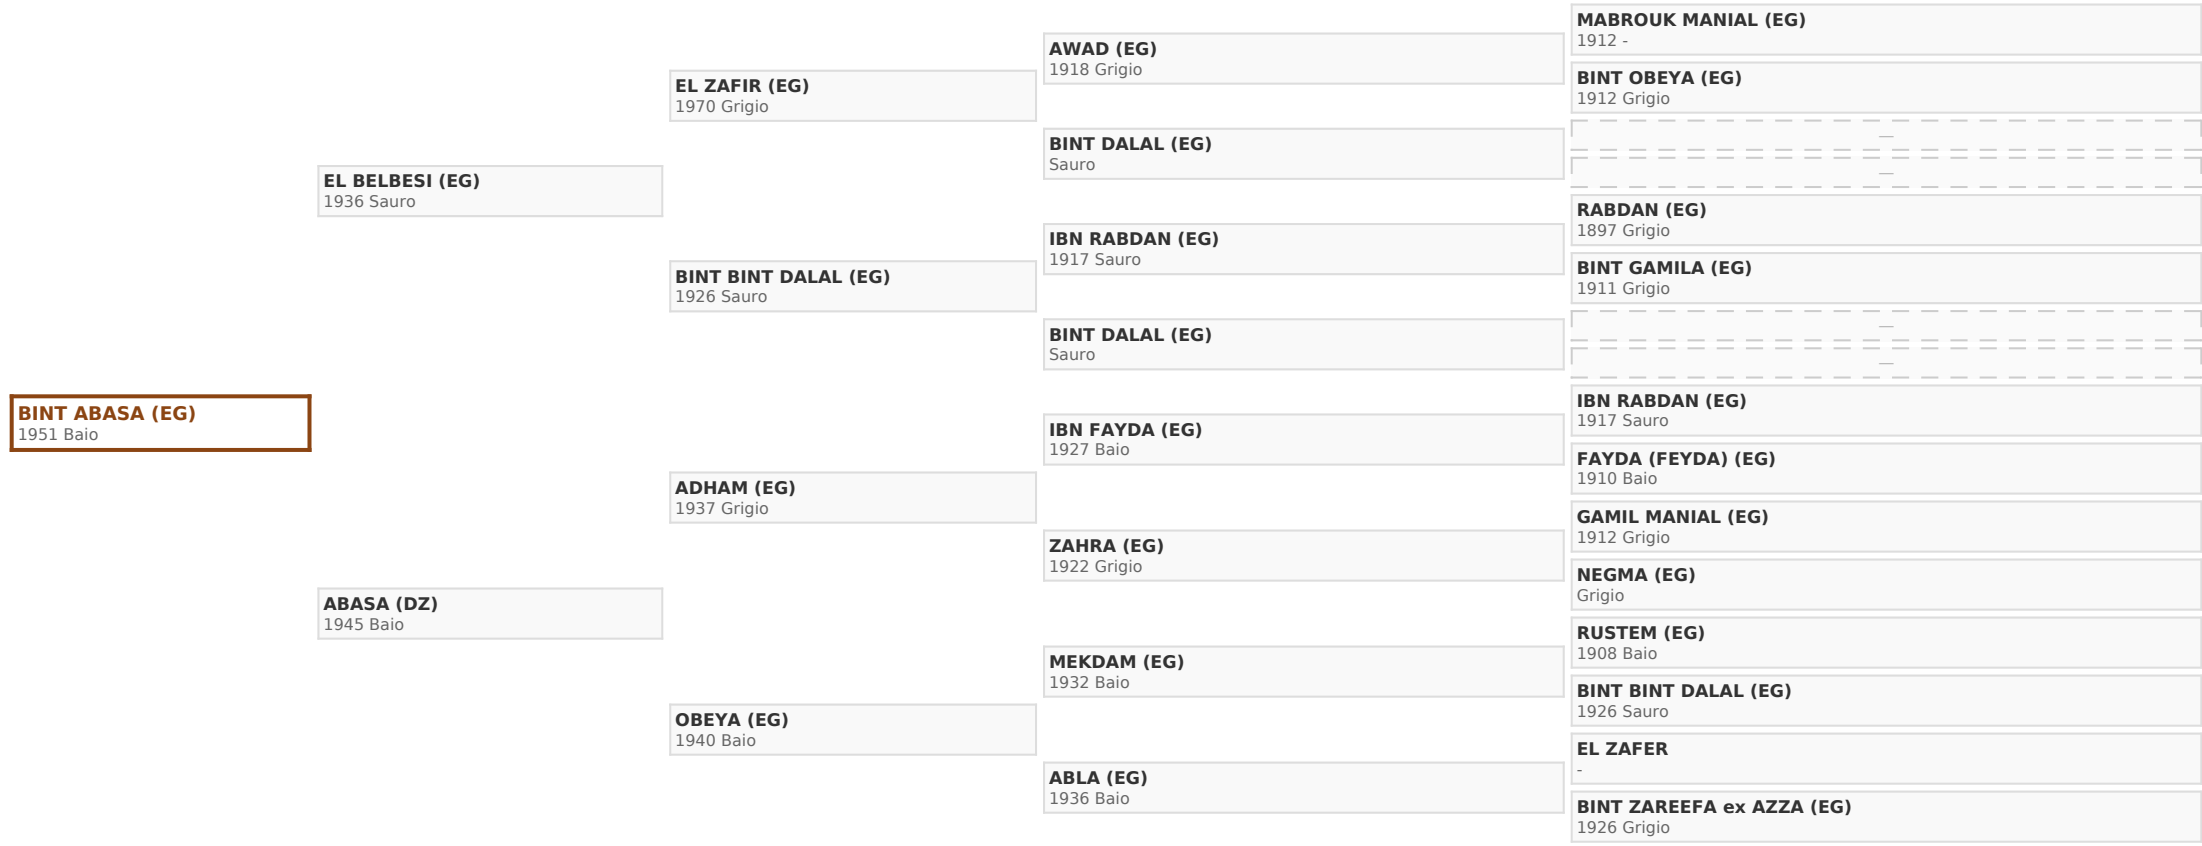 BINT ABASA (EG)
1951 Baio
EL BELBESI (EG)
1936 Sauro
ABASA (DZ)
1945 Baio
EL ZAFIR (EG)
1970 Grigio
BINT BINT DALAL (EG)
1926 Sauro
ADHAM (EG)
1937 Grigio
OBEYA (EG)
1940 Baio
AWAD (EG)
1918 Grigio
BINT DALAL (EG)
Sauro
IBN RABDAN (EG)
1917 Sauro
BINT DALAL (EG)
Sauro
IBN FAYDA (EG)
1927 Baio
ZAHRA (EG)
1922 Grigio
MEKDAM (EG)
1932 Baio
ABLA (EG)
1936 Baio
MABROUK MANIAL (EG)
1912 -
BINT OBEYA (EG)
1912 Grigio
—
—
RABDAN (EG)
1897 Grigio
BINT GAMILA (EG)
1911 Grigio
—
—
IBN RABDAN (EG)
1917 Sauro
FAYDA (FEYDA) (EG)
1910 Baio
GAMIL MANIAL (EG)
1912 Grigio
NEGMA (EG)
Grigio
RUSTEM (EG)
1908 Baio
BINT BINT DALAL (EG)
1926 Sauro
EL ZAFER
-
BINT ZAREEFA ex AZZA (EG)
1926 Grigio